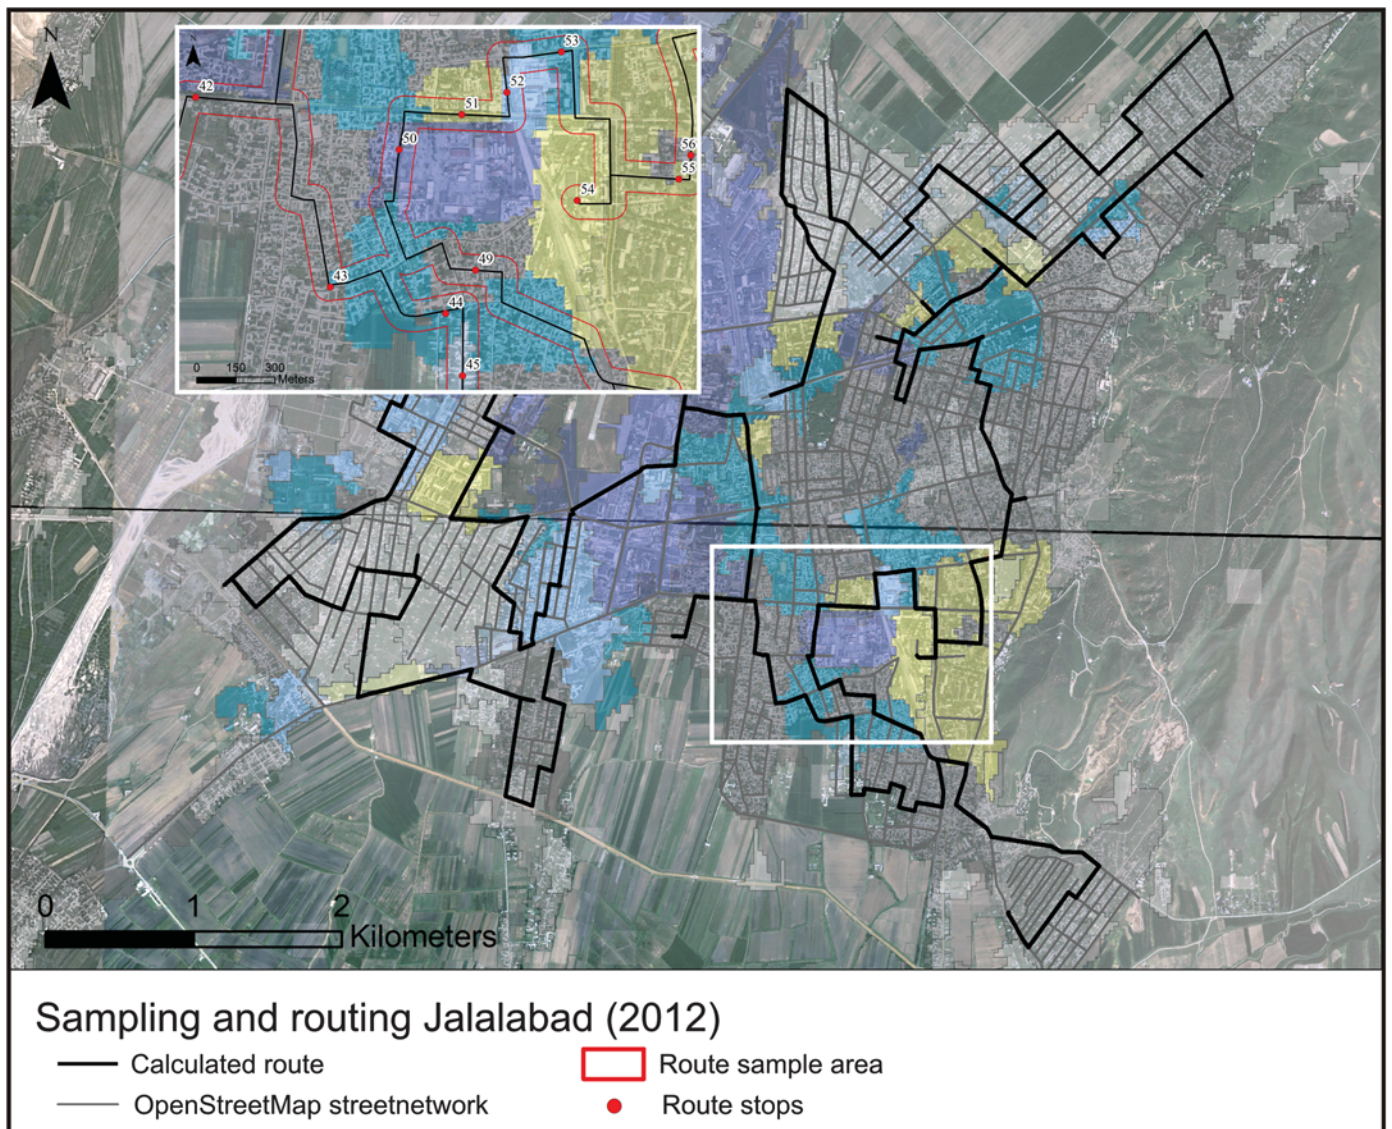 N
N
53
52
42
51
50
56
55
54
49
43
44
45
0 150 300
Meters
0 1 2
Kilometers
Sampling and routing Jalalabad (2012)
Calculated route
Route sample area
OpenStreetMap streetnetwork
Route stops